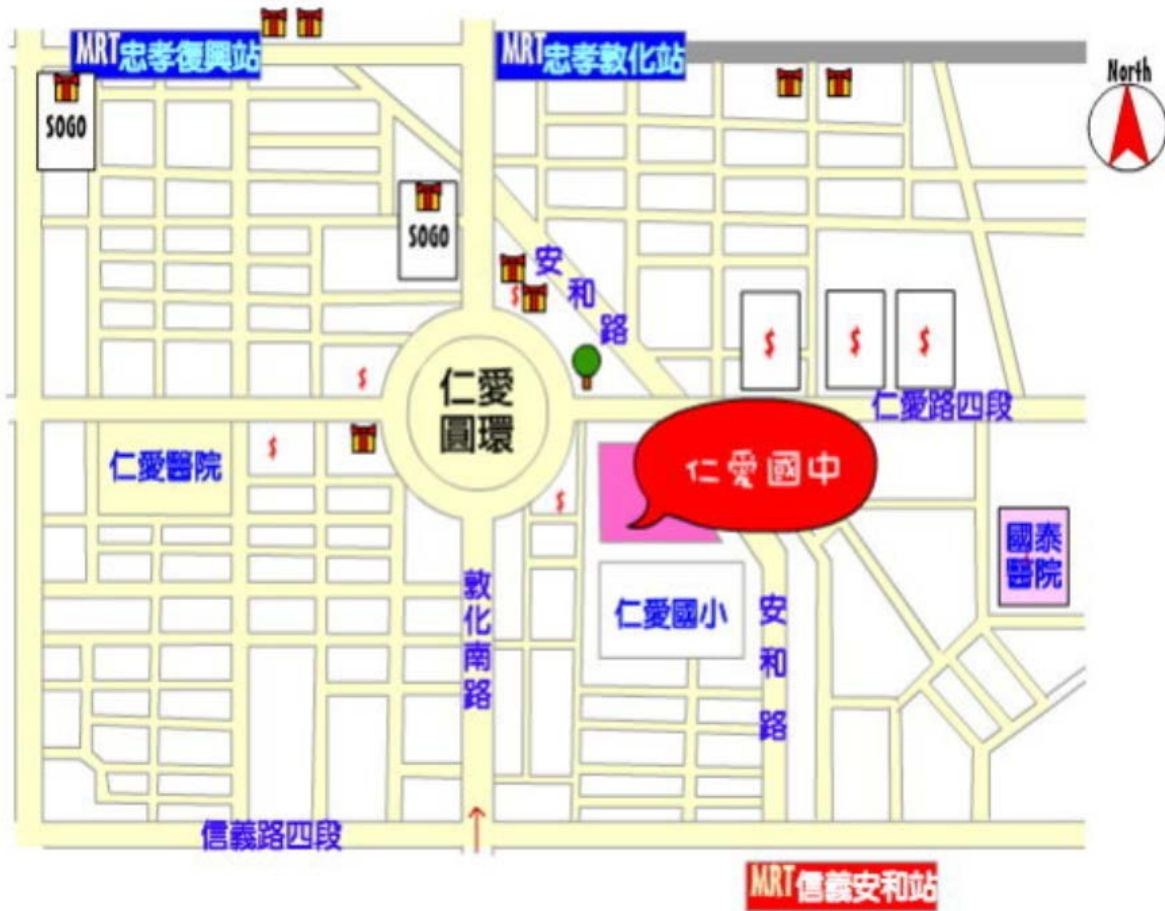 MRT忠孝復興站
MRT忠孝敦化站
North
SOGO
SOGO
安和路
$
$
$
$
$
仁愛圓環
仁愛路四段
仁愛醫院
$
$
仁愛國中
國泰醫院
敦化南路
仁愛國小
安和路
信義路四段
MRT信義安和站